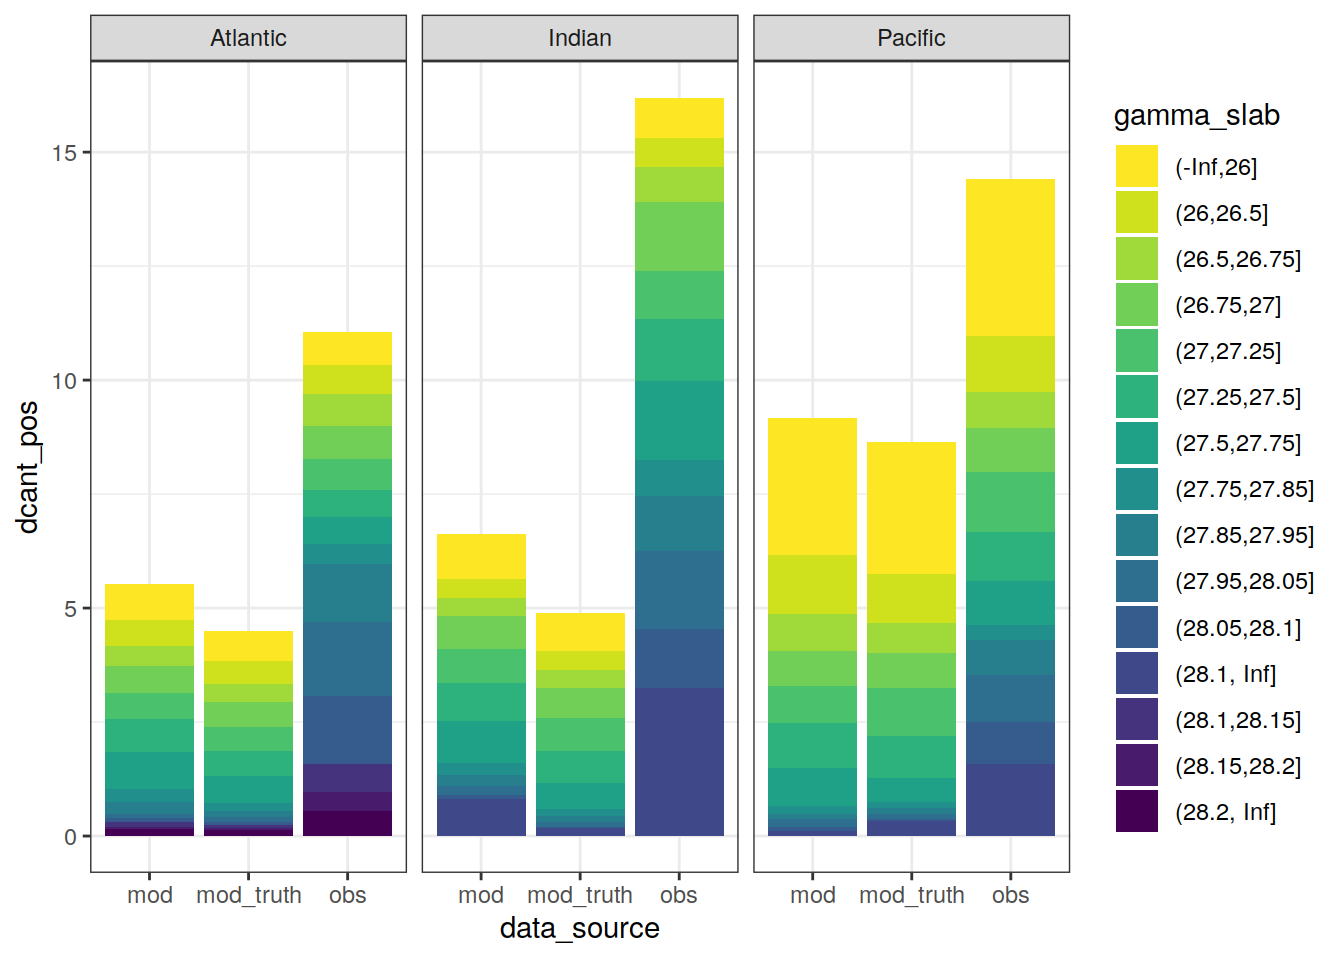 Atlantic
Indian
Pacific
15
10
5
0
dcant_pos
mod
mod_truth
obs
mod
mod_truth
obs
mod
mod_truth
obs
data_source
gamma_slab
(-Inf,26]
(26,26.5]
(26.5,26.75]
(26.75,27]
(27,27.25]
(27.25,27.5]
(27.5,27.75]
(27.75,27.85]
(27.85,27.95]
(27.95,28.05]
(28.05,28.1]
(28.1, Inf]
(28.1,28.15]
(28.15,28.2]
(28.2, Inf]